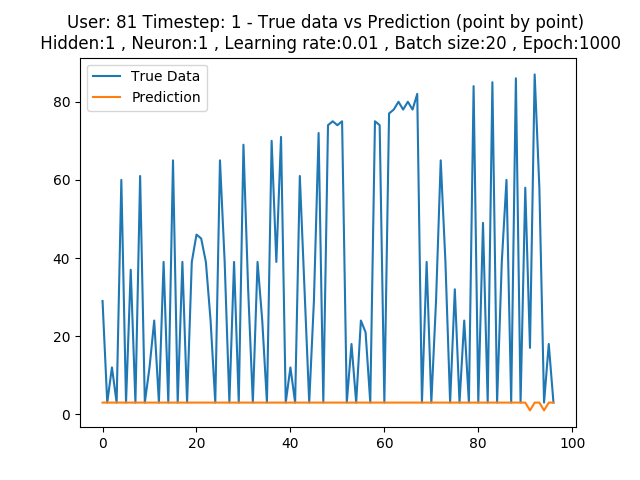 User: 81 Timestep: 1 - True data vs Prediction (point by point)
Hidden:1 , Neuron:1 , Learning rate:0.01 , Batch size:20 , Epoch:1000
True Data
Prediction
80
60
40
20
0
0 20 40 60 80 100